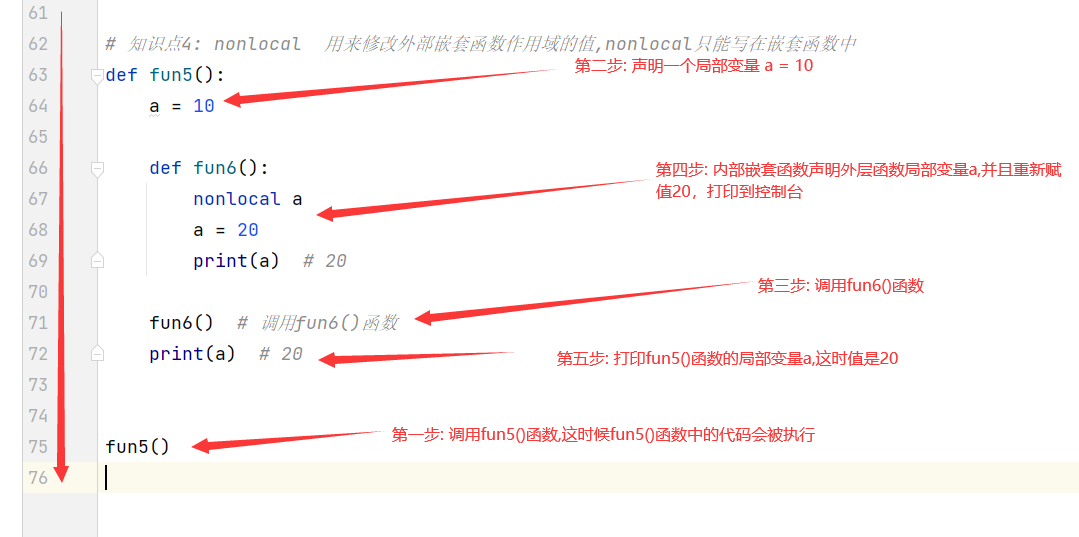 61
62 # 知识点4: nonlocal  用来修改外部嵌套函数作用域的值,nonlocal只能写在嵌套函数中
63 def fun5():
第二步: 声明一个局部变量 a = 10
64     a = 10
65
66     def fun6():
第四步: 内部嵌套函数声明外层函数局部变量a,并且重新赋
值20，打印到控制台
67         nonlocal a
68         a = 20
69         print(a)  # 20
70
第三步: 调用fun6()函数
71     fun6()  # 调用fun6()函数
72     print(a)  # 20
第五步: 打印fun5()函数的局部变量a,这时值是20
73
74
75 fun5()
第一步: 调用fun5()函数,这时候fun5()函数中的代码会被执行
76